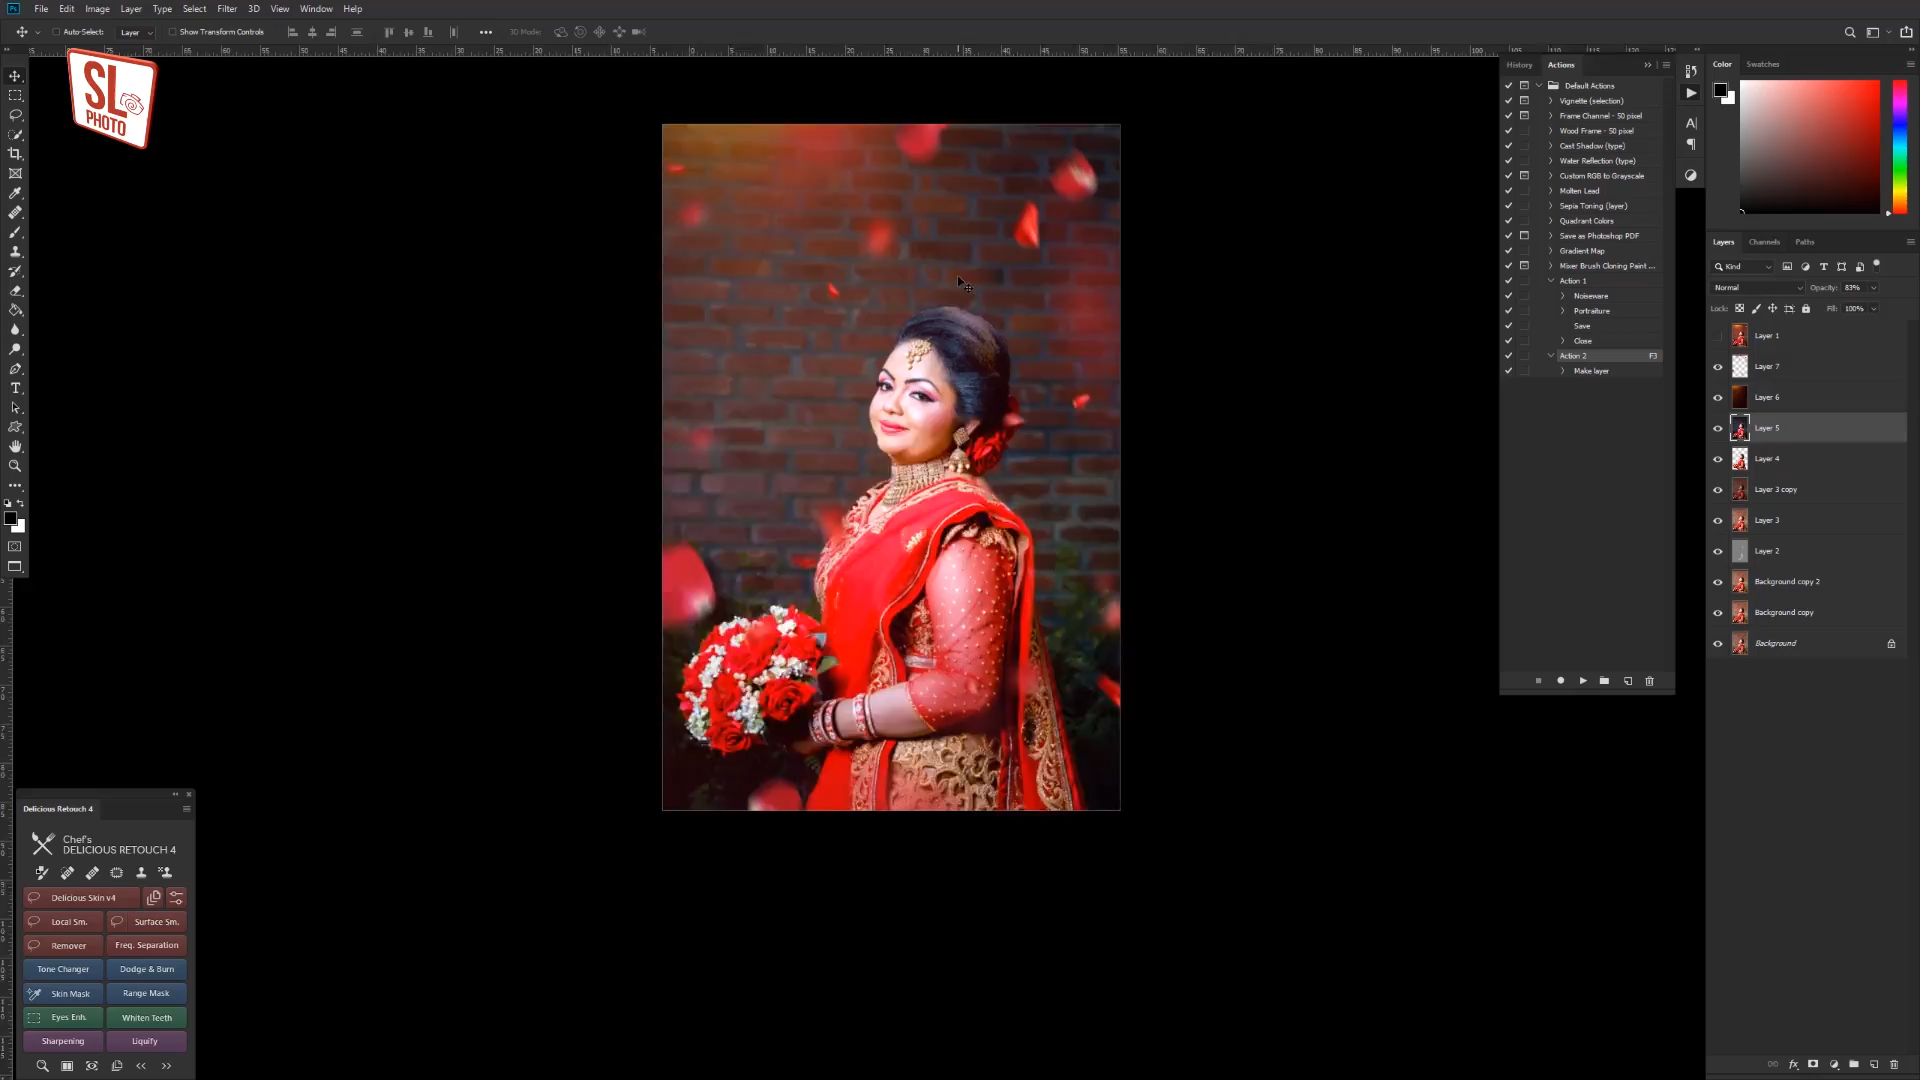 Ps File Edit Image Layer Type Select Filter 3D View Window Help
Auto-Select: Layer Show Transform Controls 3D Mode:
SL
PHOTO
History Actions
Default Actions
Vignette (selection)
Frame Channel - 50 pixel
Wood Frame - 50 pixel
Cast Shadow (type)
Water Reflection (type)
Custom RGB to Grayscale
Molten Lead
Sepia Toning (layer)
Quadrant Colors
Save as Photoshop PDF
Gradient Map
Mixer Brush Cloning Paint ...
Action 1
Noiseware
Portraiture
Save
Close
Action 2 F3
Make layer
Color Swatches
Layers Channels Paths
Kind
Normal Opacity: 83%
Lock: Fill: 100%
Layer 1
Layer 7
Layer 6
Layer 5
Layer 4
Layer 3 copy
Layer 3
Layer 2
Background copy 2
Background copy
Background
Delicious Retouch 4
Chef's
DELICIOUS RETOUCH 4
Delicious Skin v4
Local Sm. Surface Sm.
Remover Freq. Separation
Tone Changer Dodge & Burn
Skin Mask Range Mask
Eyes Enh. Whiten Teeth
Sharpening Liquify